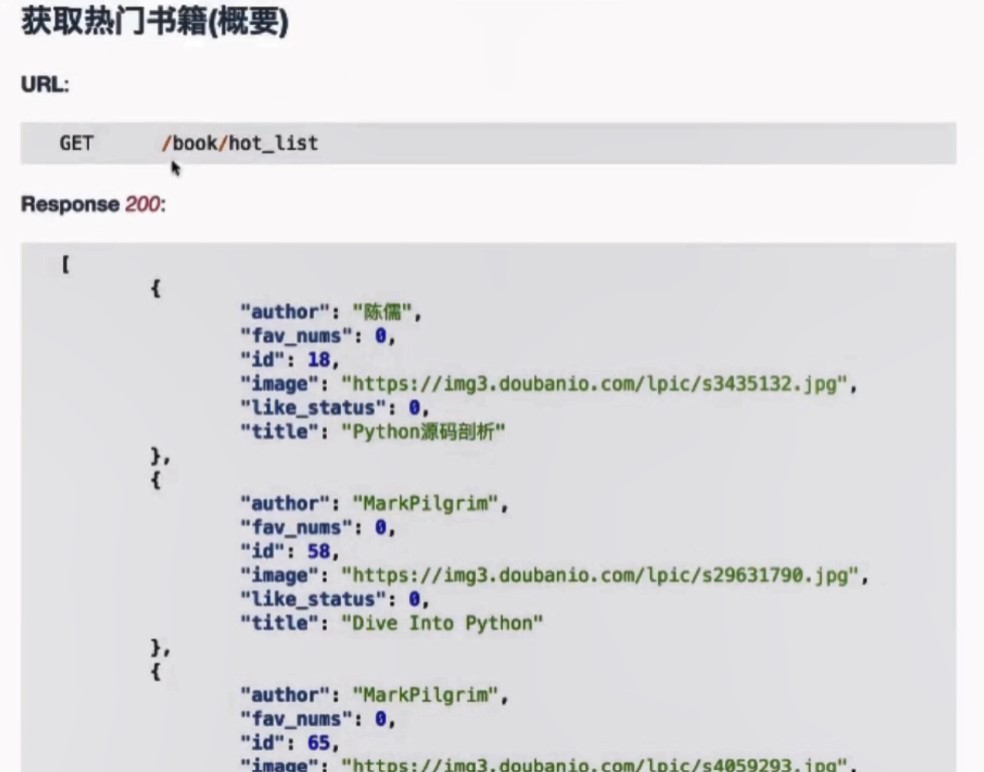 获取热门书籍(概要)
URL:
GET /book/hot_list
Response 200:
[
{
"author": "陈儒",
"fav_nums": 0,
"id": 18,
"image": "https://img3.doubanio.com/lpic/s3435132.jpg",
"like_status": 0,
"title": "Python源码剖析"
},
{
"author": "MarkPilgrim",
"fav_nums": 0,
"id": 58,
"image": "https://img3.doubanio.com/lpic/s29631790.jpg",
"like_status": 0,
"title": "Dive Into Python"
},
{
"author": "MarkPilgrim",
"fav_nums": 0,
"id": 65,
"image": "https://img3.doubanio.com/lpic/s4059293.jpg",